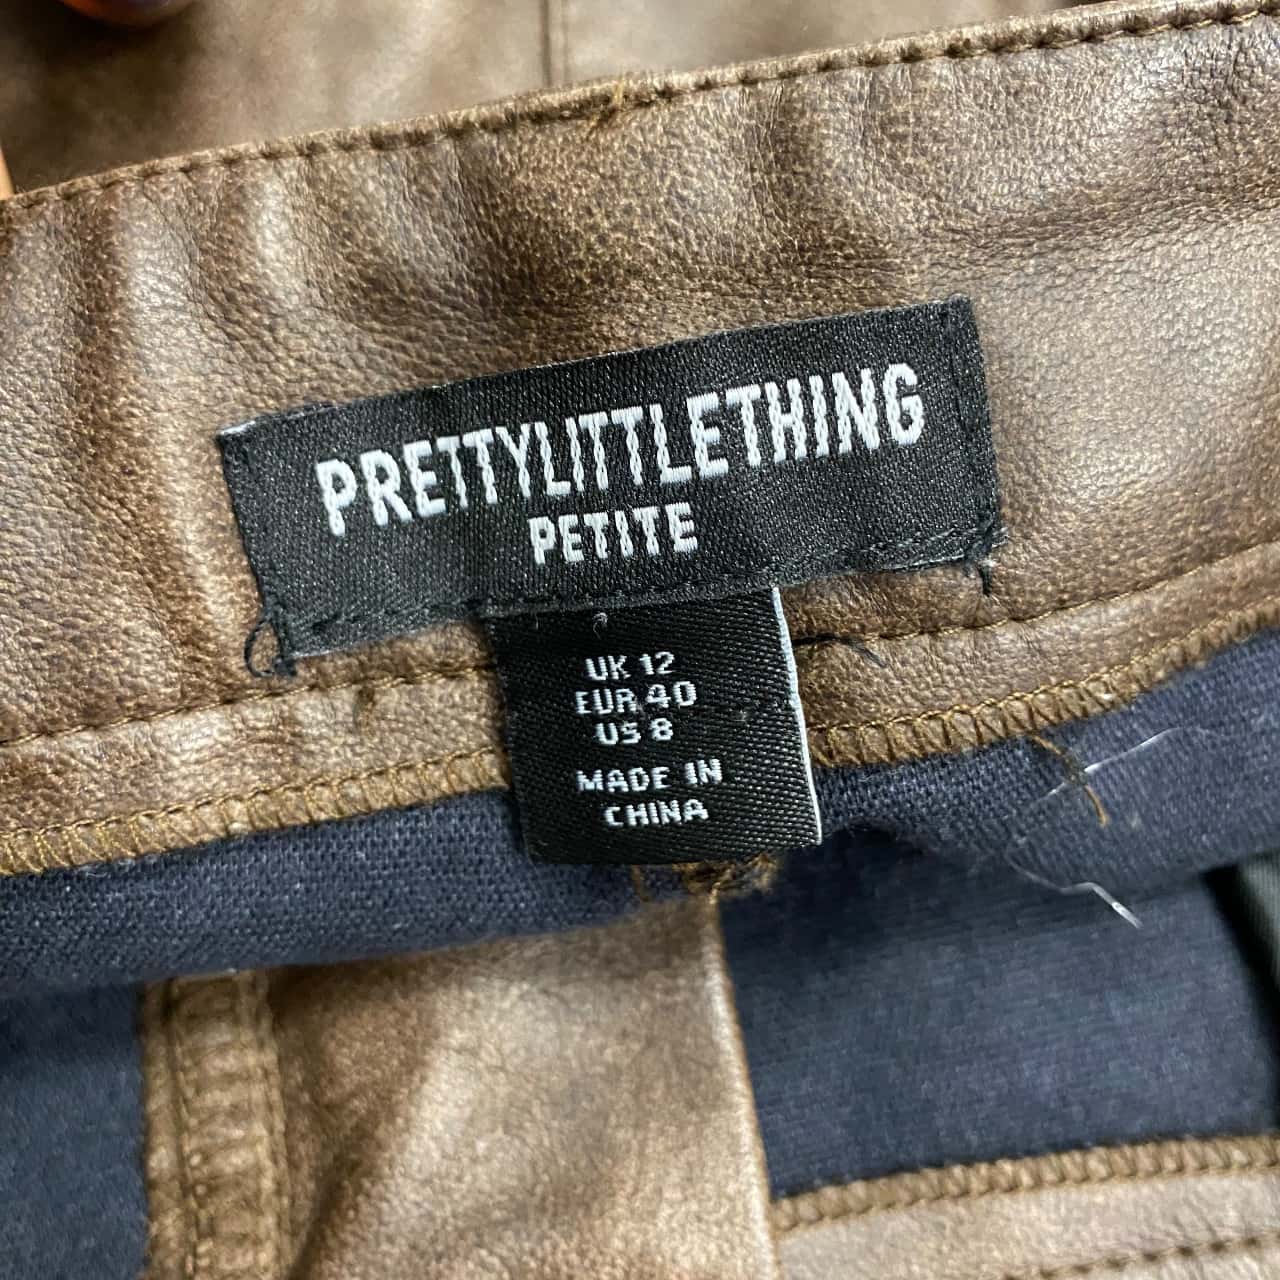 PRETTYLITTLETHING
PETITE
UK 12
EUR 40
US 8
MADE IN
CHINA